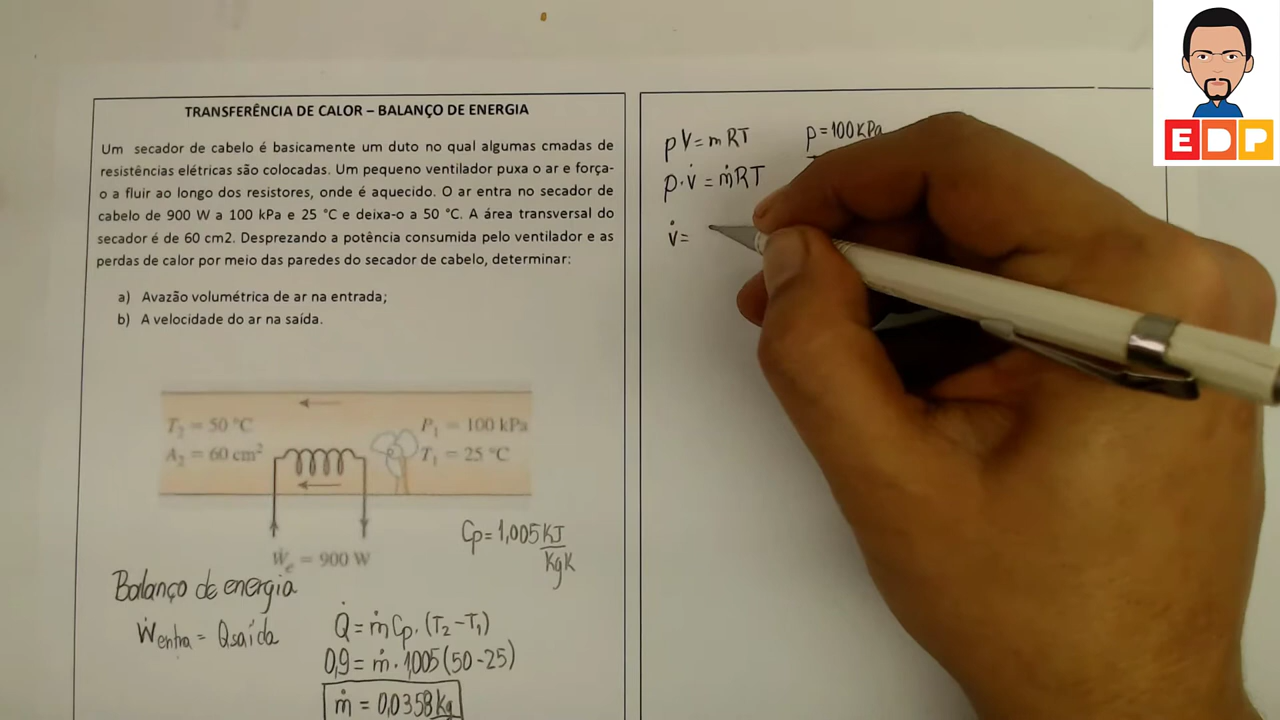 TRANSFERÊNCIA DE CALOR – BALANÇO DE ENERGIA
Um secador de cabelo é basicamente um duto no qual algumas cmadas de
resistências elétricas são colocadas. Um pequeno ventilador puxa o ar e força-
o a fluir ao longo dos resistores, onde é aquecido. O ar entra no secador de
cabelo de 900 W a 100 kPa e 25 °C e deixa-o a 50 °C. A área transversal do
secador é de 60 cm2. Desprezando a potência consumida pelo ventilador e as
perdas de calor por meio das paredes do secador de cabelo, determinar:
a) Avazão volumétrica de ar na entrada;
b) A velocidade do ar na saída.
T₂ = 50 °C
A₂ = 60 cm²
P₁ = 100 kPa
T₁ = 25 °C
Ẇe = 900 W
Cp = 1,005 KJ/KgK
Balanço de energia
Ẇentra = Qsaída
Q̇ = ṁCp.(T₂-T₁)
0,9 = ṁ . 1,005(50-25)
ṁ = 0,0358 kg
pV = mRT
p = 100KPa
p.v̇ = ṁRT
v̇ =
EDP